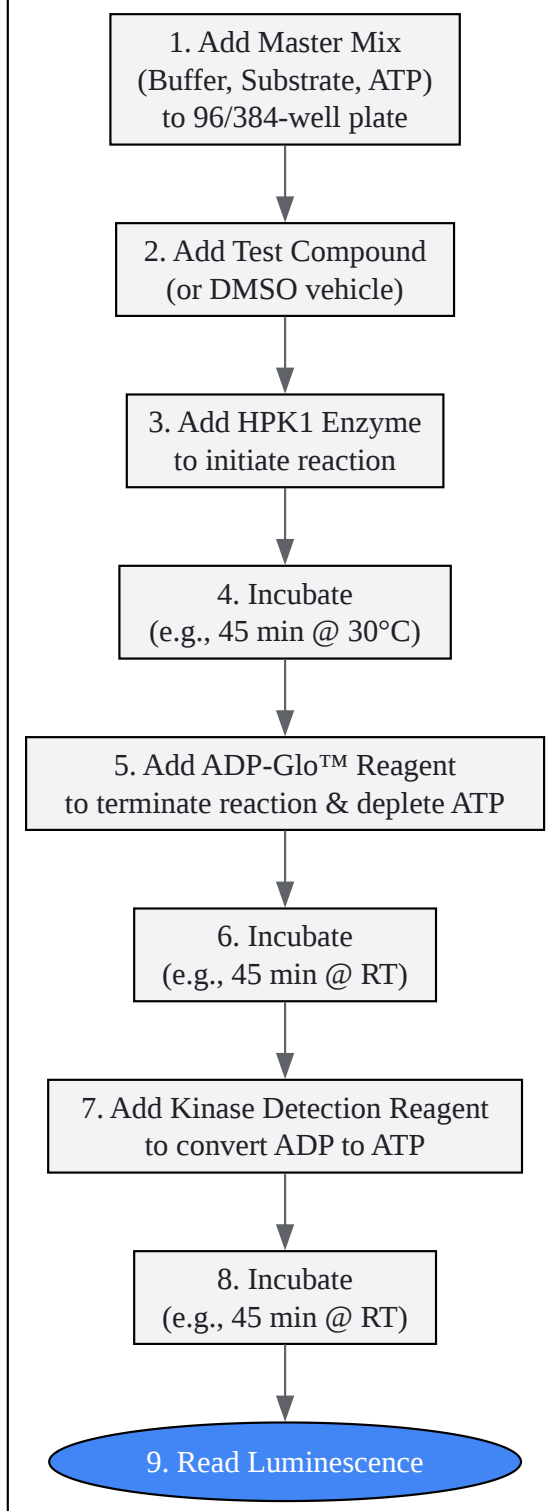 1. Add Master Mix
(Buffer, Substrate, ATP)
to 96/384-well plate
2. Add Test Compound
(or DMSO vehicle)
3. Add HPK1 Enzyme
to initiate reaction
4. Incubate
(e.g., 45 min @ 30°C)
5. Add ADP-Glo™ Reagent
to terminate reaction & deplete ATP
6. Incubate
(e.g., 45 min @ RT)
7. Add Kinase Detection Reagent
to convert ADP to ATP
8. Incubate
(e.g., 45 min @ RT)
9. Read Luminescence